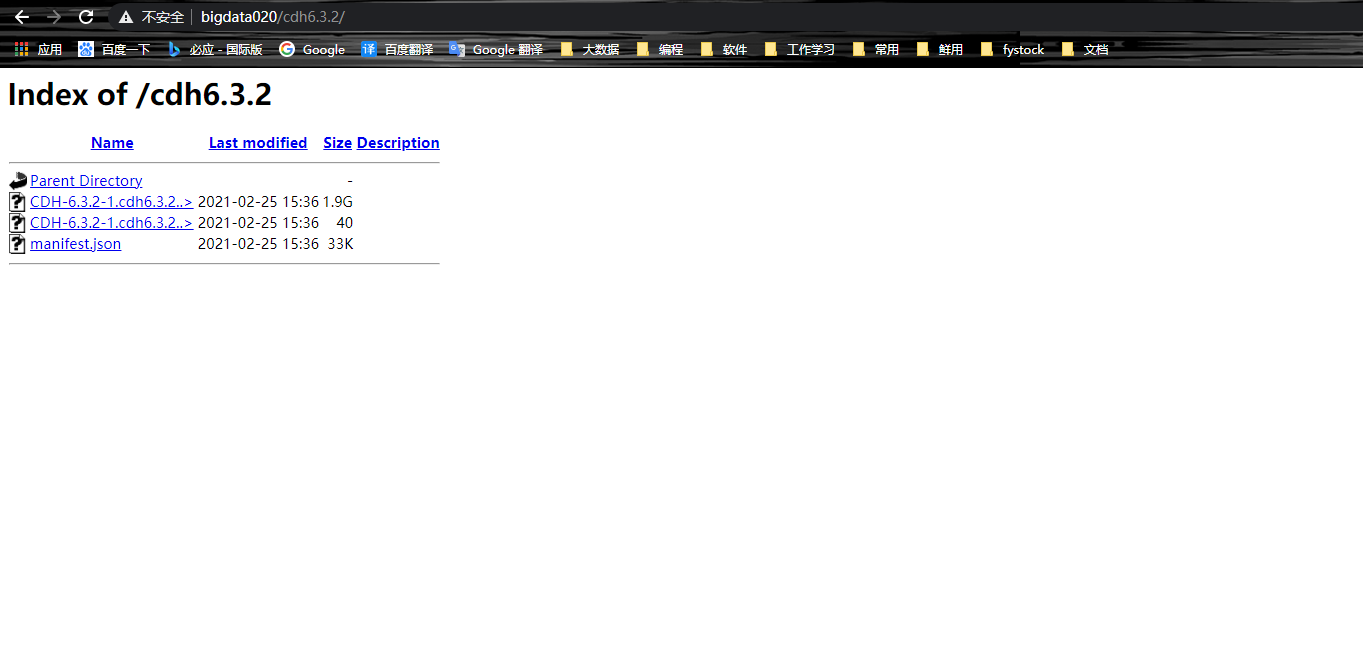 不安全 bigdata020/cdh6.3.2/
应用 百度一下 必应 - 国际版 Google 百度翻译 Google 翻译 大数据 编程 软件 工作学习 常用 鲜用 fystock 文档
Index of /cdh6.3.2
Name Last modified Size Description
Parent Directory -
CDH-6.3.2-1.cdh6.3.2..> 2021-02-25 15:36 1.9G
CDH-6.3.2-1.cdh6.3.2..> 2021-02-25 15:36 40
manifest.json 2021-02-25 15:36 33K